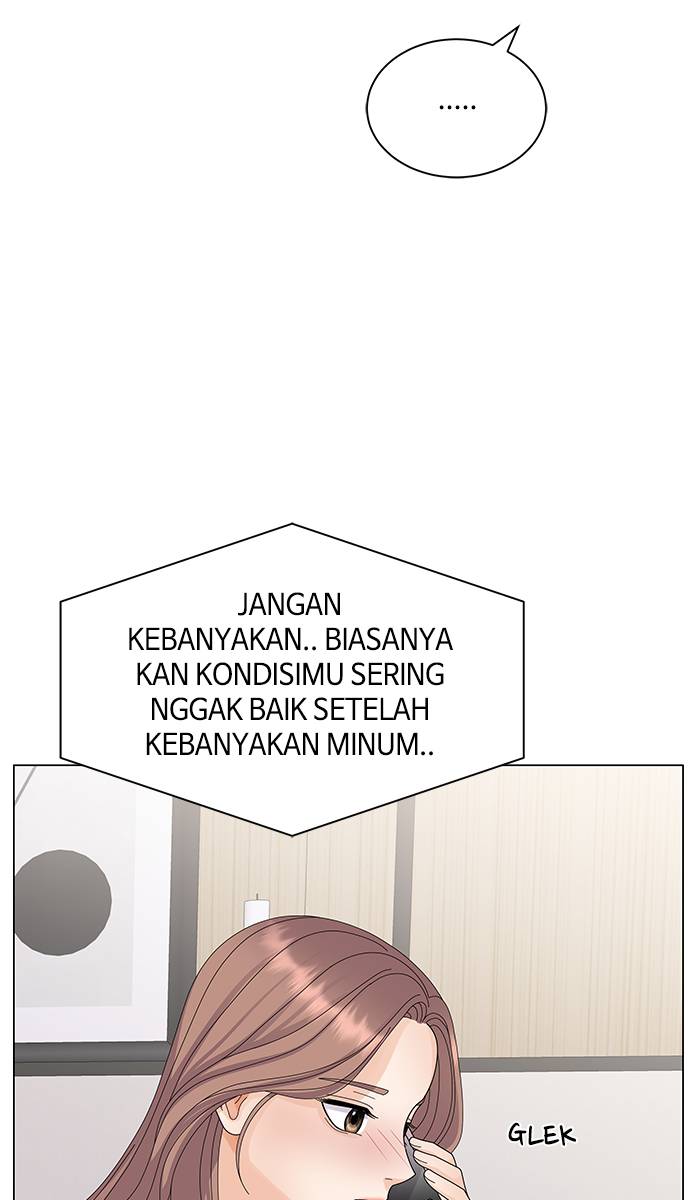 .....
JANGAN
KEBANYAKAN.. BIASANYA
KAN KONDISIMU SERING
NGGAK BAIK SETELAH
KEBANYAKAN MINUM..
GLEK